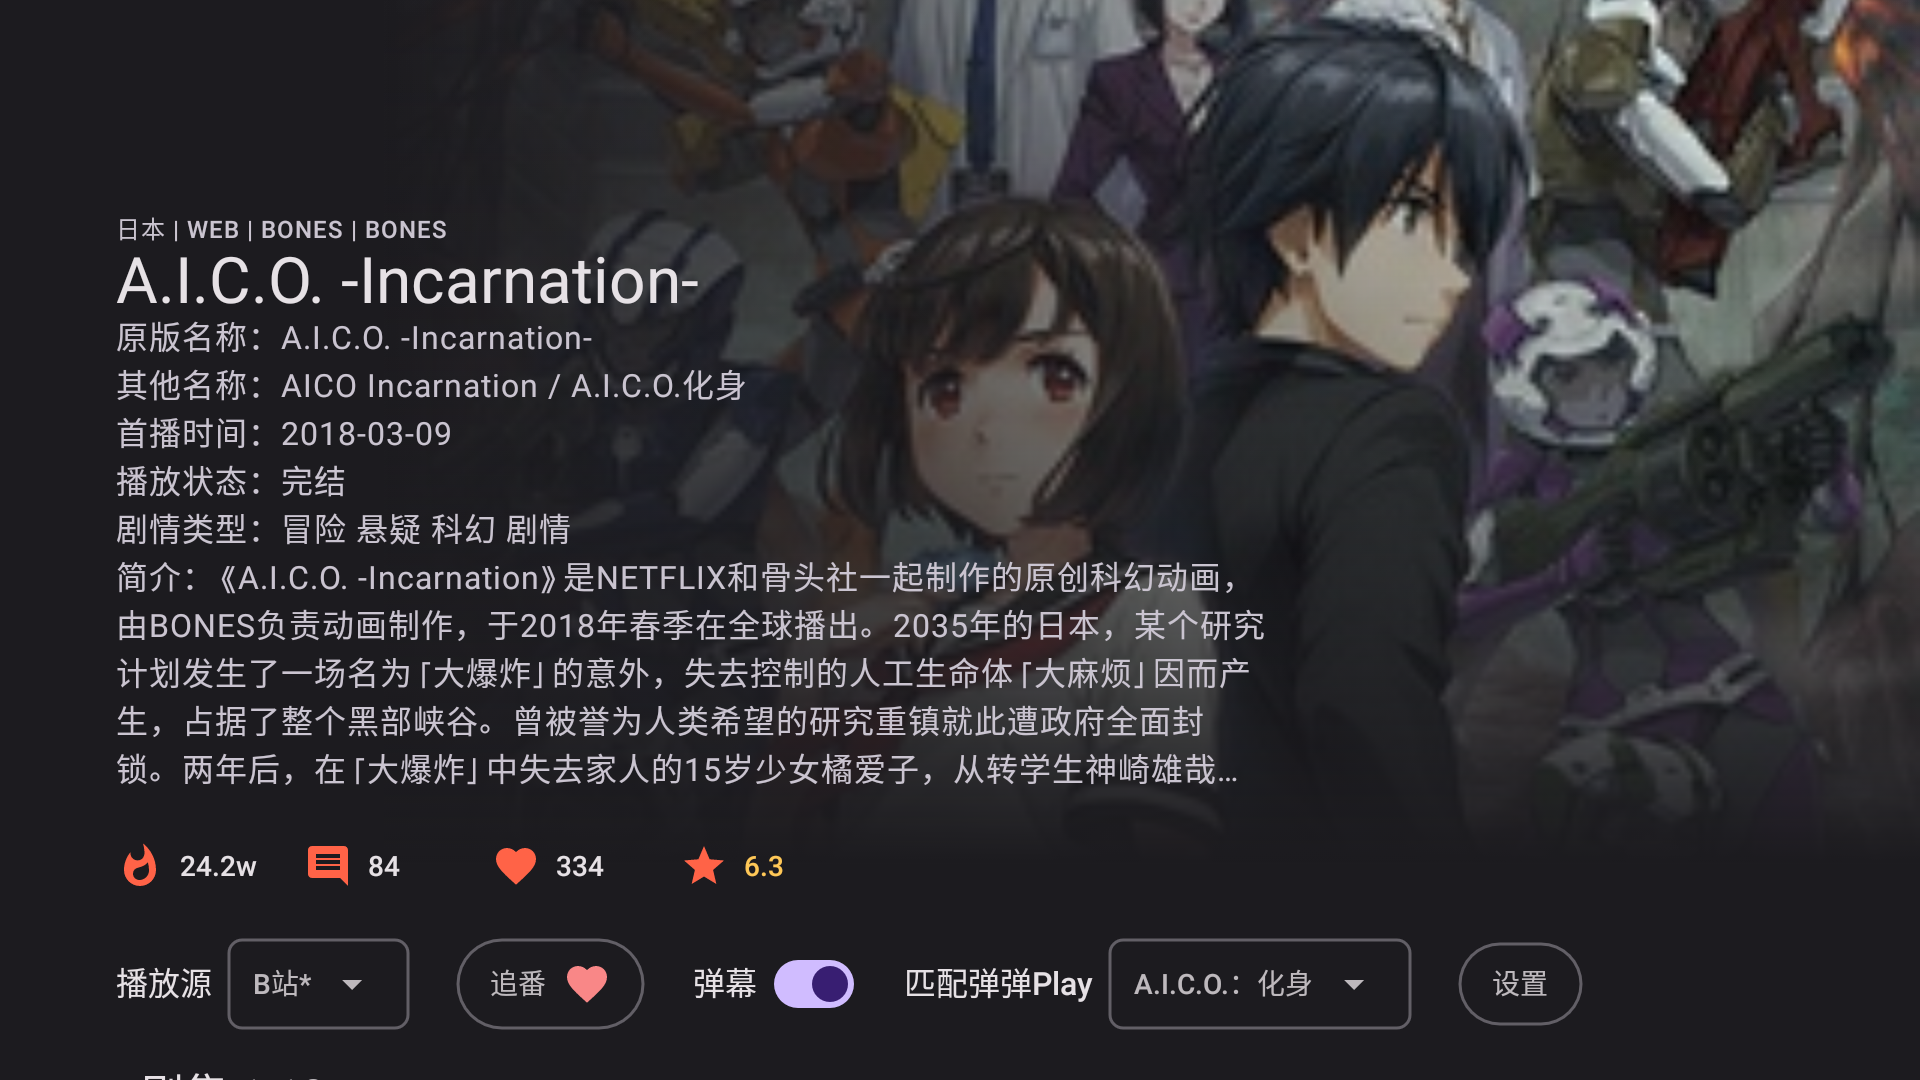 日本 | WEB | BONES | BONES
A.I.C.O. -Incarnation-
原版名称：A.I.C.O. -Incarnation-
其他名称：AICO Incarnation / A.I.C.O.化身
首播时间：2018-03-09
播放状态：完结
剧情类型：冒险 悬疑 科幻 剧情
简介：《A.I.C.O. -Incarnation》是NETFLIX和骨头社一起制作的原创科幻动画，
由BONES负责动画制作，于2018年春季在全球播出。2035年的日本，某个研究
计划发生了一场名为「大爆炸」的意外，失去控制的人工生命体「大麻烦」因而产
生，占据了整个黑部峡谷。曾被誉为人类希望的研究重镇就此遭政府全面封
锁。两年后，在「大爆炸」中失去家人的15岁少女橘爱子，从转学生神崎雄哉…
24.2w 84 334 6.3
播放源 B站* 追番 弹幕 匹配弹弹Play A.I.C.O.：化身 设置